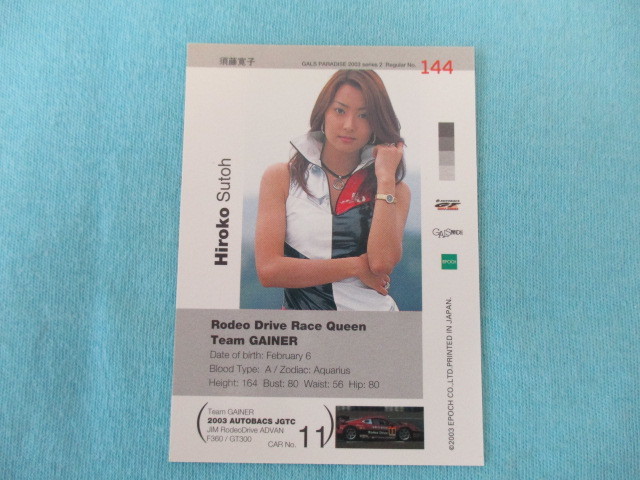 須藤寛子
GALS PARADISE 2003 series 2 Regular No. 144
Hiroko Sutoh
GT
GALS
EPOCH
Rodeo Drive Race Queen
Team GAINER
Date of birth: February 6
Blood Type: A / Zodiac: Aquarius
Height: 164 Bust: 80 Waist: 56 Hip: 80
Team GAINER
2003 AUTOBACS JGTC
JIM RodeoDrive ADVAN
F360 / GT300
CAR No. 11
©2003 EPOCH CO.,LTD.PRINTED IN JAPAN.